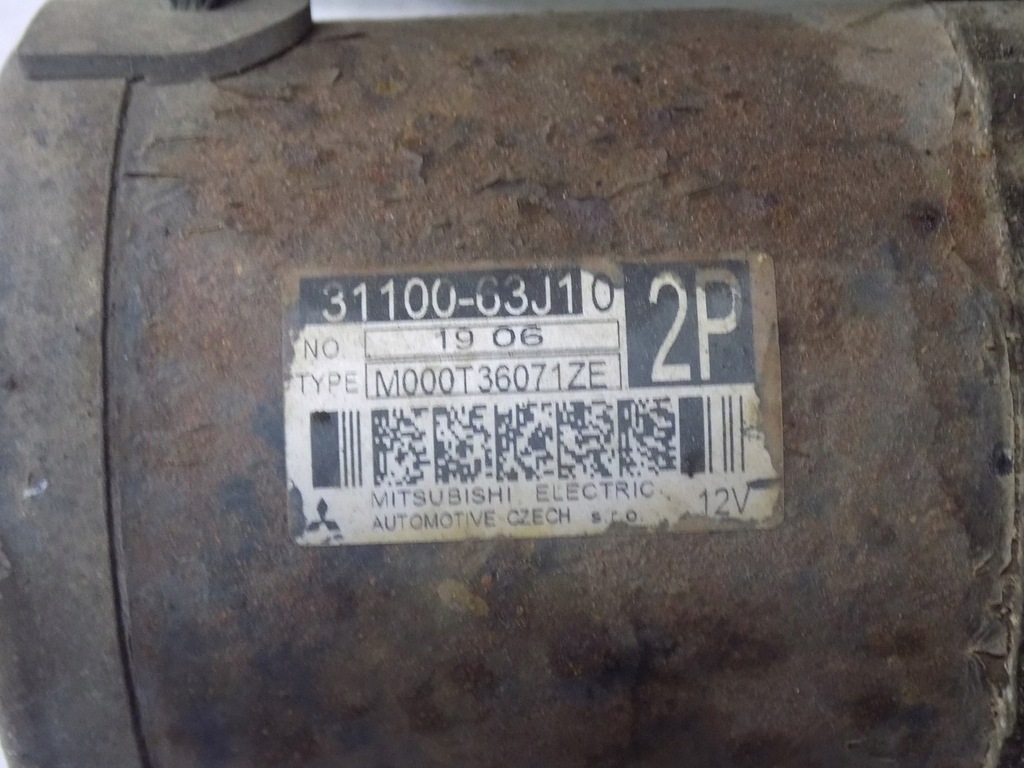 31100-63J10 2P
NO. 19 06
TYPE M000T36071ZE
MITSUBISHI ELECTRIC
AUTOMOTIVE CZECH s.r.o. 12V